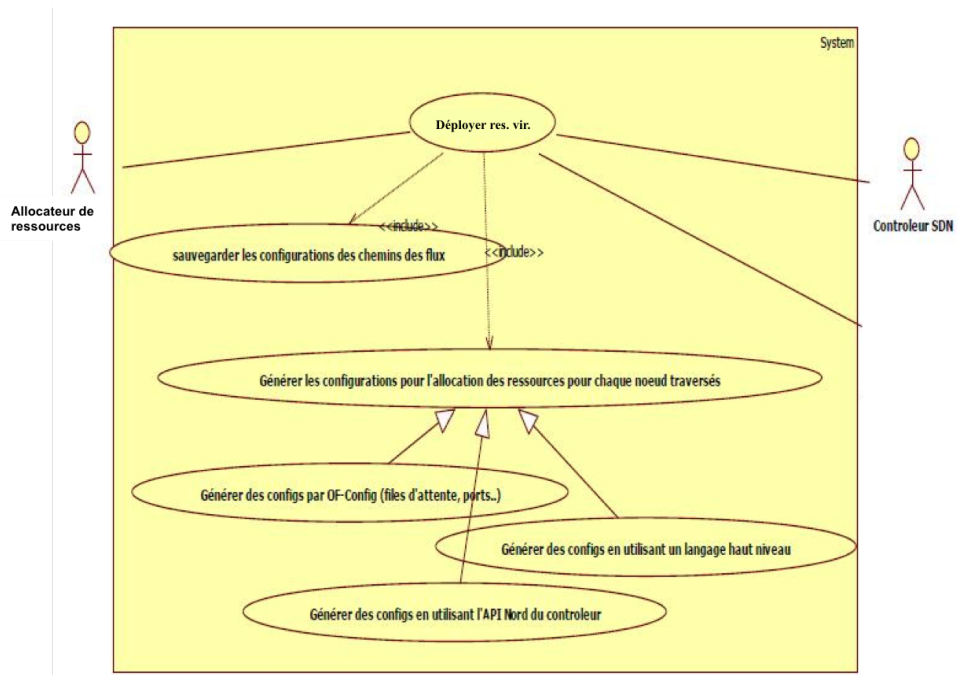 System
Déployer res. vir.
Allocateur de
ressources
Controleur SDN
<<include>>
sauvegarder les configurations des chemins des flux
<<include>>
Générer les configurations pour l'allocation des ressources pour chaque noeud traversés
Générer des configs par OF-Config (files d'attente, ports..)
Générer des configs en utilisant un langage haut niveau
Générer des configs en utilisant l'API Nord du controleur